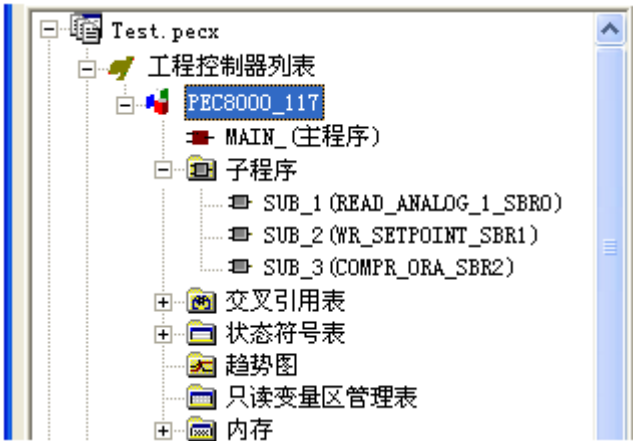 Test.pecx
工程控制器列表
PEC8000_117
MAIN_(主程序)
子程序
SUB_1(READ_ANALOG_1_SBR0)
SUB_2(WR_SETPOINT_SBR1)
SUB_3(COMPR_ORA_SBR2)
交叉引用表
状态符号表
趋势图
只读变量区管理表
内存